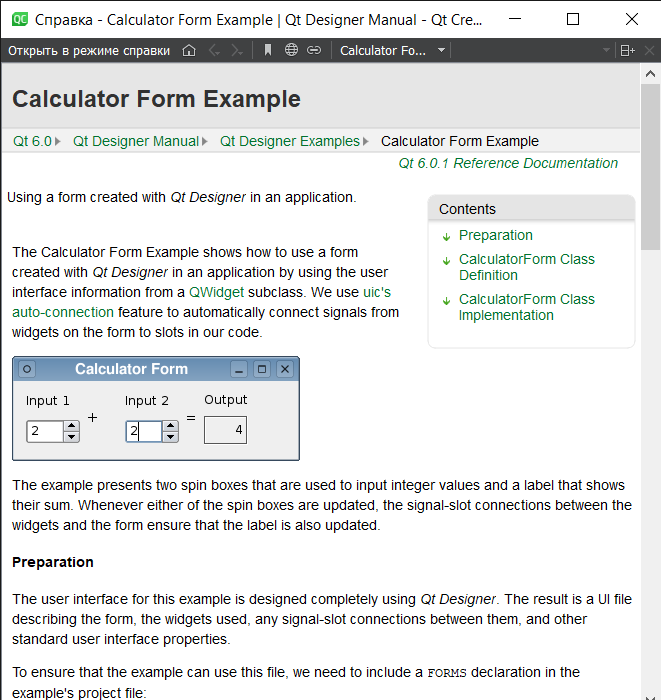 Справка - Calculator Form Example | Qt Designer Manual - Qt Cre...
Открыть в режиме справки
Calculator Fo...
Calculator Form Example
Qt 6.0 Qt Designer Manual Qt Designer Examples Calculator Form Example
Qt 6.0.1 Reference Documentation
Using a form created with Qt Designer in an application.
Contents
Preparation
CalculatorForm Class
Definition
CalculatorForm Class
Implementation
The Calculator Form Example shows how to use a form
created with Qt Designer in an application by using the user
interface information from a QWidget subclass. We use uic's
auto-connection feature to automatically connect signals from
widgets on the form to slots in our code.
Calculator Form
Input 1 Input 2 Output
2 + 2 = 4
The example presents two spin boxes that are used to input integer values and a label that shows
their sum. Whenever either of the spin boxes are updated, the signal-slot connections between the
widgets and the form ensure that the label is also updated.
Preparation
The user interface for this example is designed completely using Qt Designer. The result is a UI file
describing the form, the widgets used, any signal-slot connections between them, and other
standard user interface properties.
To ensure that the example can use this file, we need to include a FORMS declaration in the
example's project file: